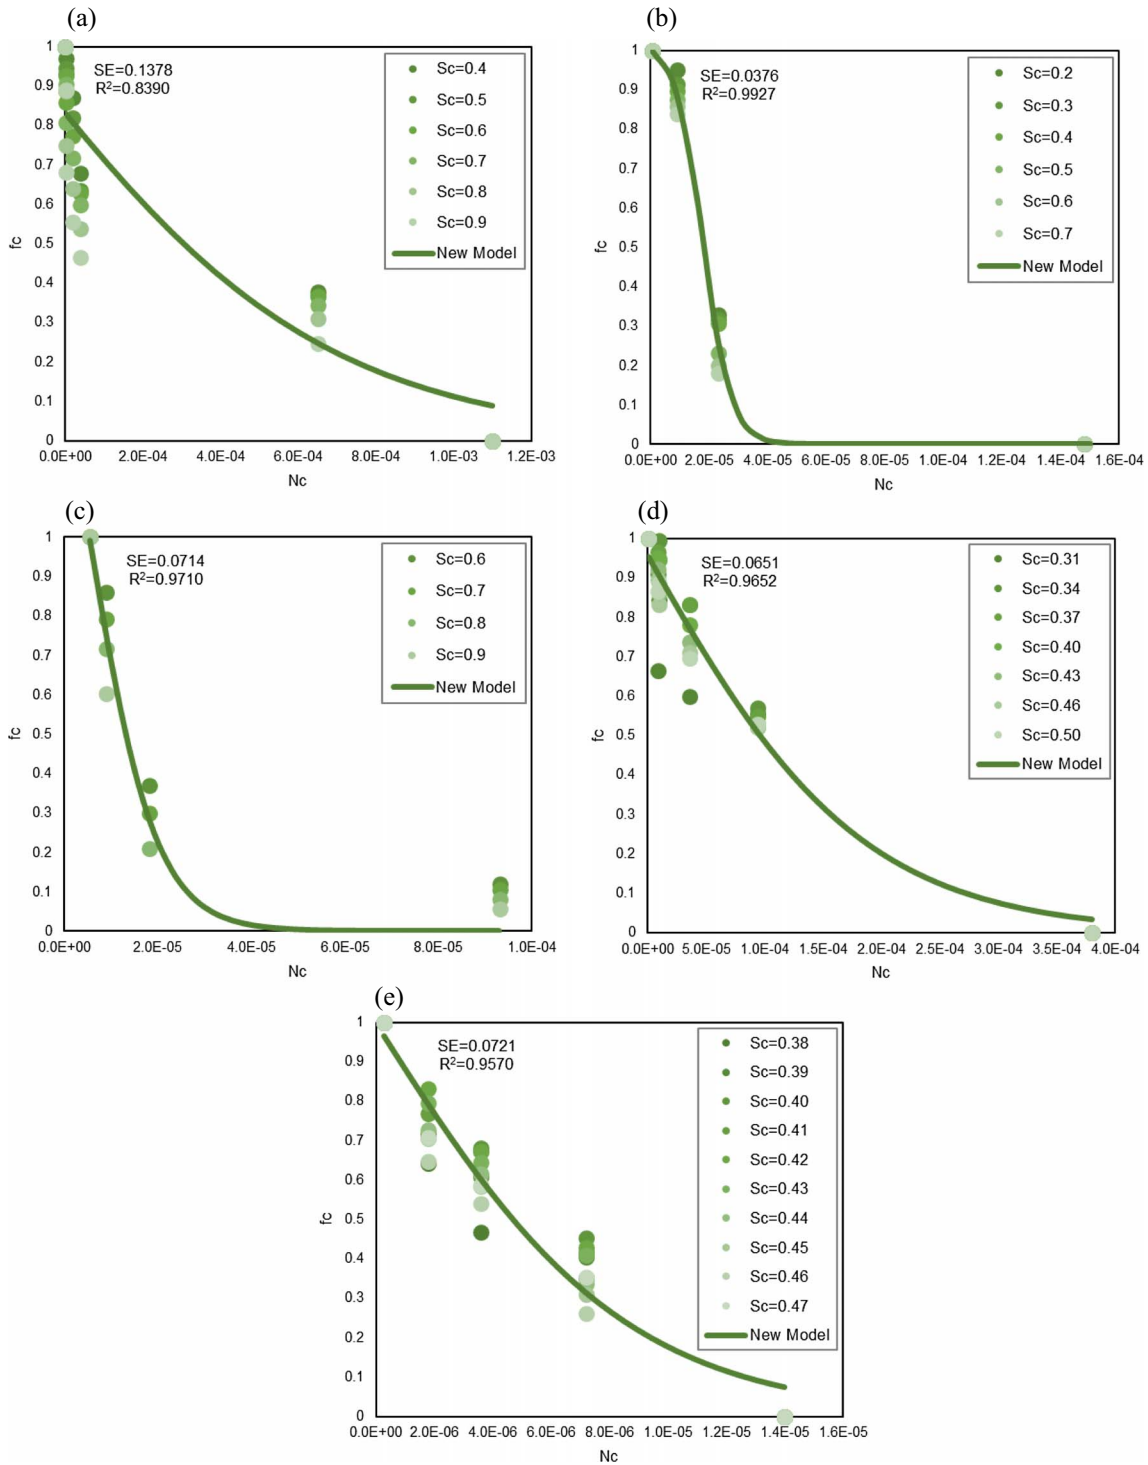 (a)
1
0.9
0.8
0.7
0.6
0.5
0.4
0.3
0.2
0.1
0
fc
SE=0.1378
R²=0.8390
Sc=0.4
Sc=0.5
Sc=0.6
Sc=0.7
Sc=0.8
Sc=0.9
New Model
0.0E+00 2.0E-04 4.0E-04 6.0E-04 8.0E-04 1.0E-03 1.2E-03
Nc
(b)
1
0.9
0.8
0.7
0.6
0.5
0.4
0.3
0.2
0.1
0
fc
SE=0.0376
R²=0.9927
Sc=0.2
Sc=0.3
Sc=0.4
Sc=0.5
Sc=0.6
Sc=0.7
New Model
0.0E+00 2.0E-05 4.0E-05 6.0E-05 8.0E-05 1.0E-04 1.2E-04 1.4E-04 1.6E-04
Nc
(c)
1
0.9
0.8
0.7
0.6
0.5
0.4
0.3
0.2
0.1
0
fc
SE=0.0714
R²=0.9710
Sc=0.6
Sc=0.7
Sc=0.8
Sc=0.9
New Model
0.0E+00 2.0E-05 4.0E-05 6.0E-05 8.0E-05 1.0E-04
Nc
(d)
1
0.9
0.8
0.7
0.6
0.5
0.4
0.3
0.2
0.1
0
fc
SE=0.0651
R²=0.9652
Sc=0.31
Sc=0.34
Sc=0.37
Sc=0.40
Sc=0.43
Sc=0.46
Sc=0.50
New Model
0.0E+00 5.0E-05 1.0E-04 1.5E-04 2.0E-04 2.5E-04 3.0E-04 3.5E-04 4.0E-04
Nc
(e)
1
0.9
0.8
0.7
0.6
0.5
0.4
0.3
0.2
0.1
0
fc
SE=0.0721
R²=0.9570
Sc=0.38
Sc=0.39
Sc=0.40
Sc=0.41
Sc=0.42
Sc=0.43
Sc=0.44
Sc=0.45
Sc=0.46
Sc=0.47
New Model
0.0E+00 2.0E-06 4.0E-06 6.0E-06 8.0E-06 1.0E-05 1.2E-05 1.4E-05 1.6E-05
Nc